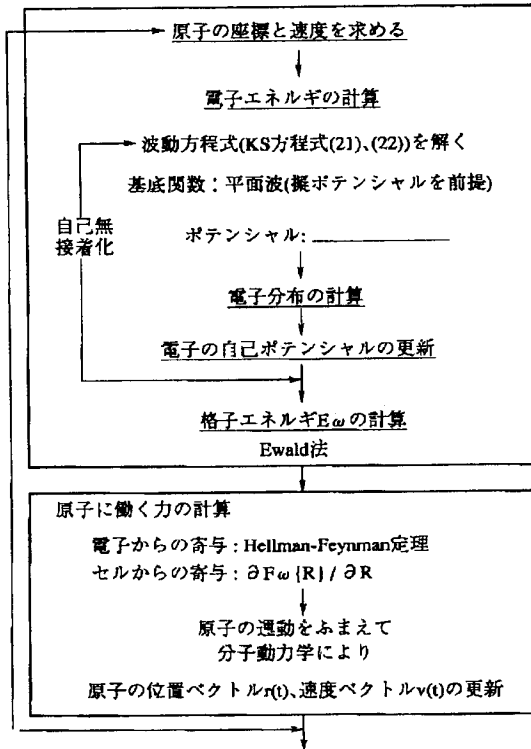 原子の座標と速度を求める
電子エネルギの計算
波動方程式(KS方程式(21)、(22))を解く
基底関数：平面波(擬ポテンシャルを前提)
自己無
接着化
ポテンシャル：
電子分布の計算
電子の自己ポテンシャルの更新
格子エネルギEωの計算
Ewald法
原子に働く力の計算
電子からの寄与：Hellman-Feynman定理
セルからの寄与：∂Fω{R}/∂R
原子の運動をふまえて
分子動力学により
原子の位置ベクトルr(t)、速度ベクトルv(t)の更新